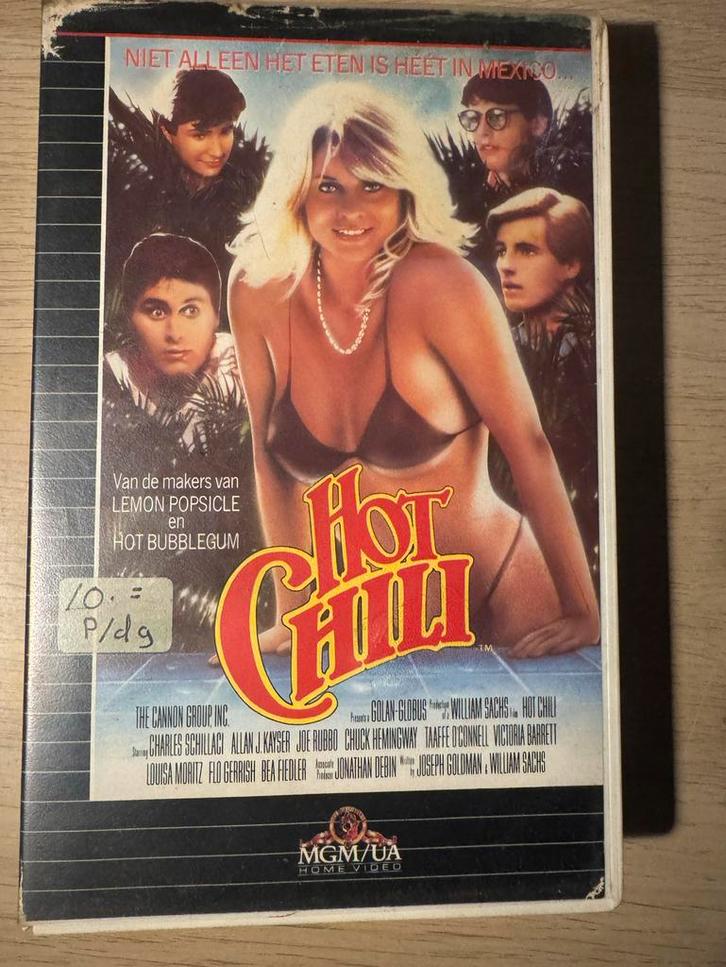 NIET ALLEEN HET ETEN IS HEET IN MEXICO...
Van de makers van
LEMON POPSICLE
en
HOT BUBBLEGUM
HOT
CHILI
TM
10.=
P/dg
THE CANNON GROUP INC. Presents a GOLAN-GLOBUS Production of a WILLIAM SACHS Film HOT CHILI
Starring CHARLES SCHILLACI ALLAN J. KAYSER JOE RUBBO CHUCK HEMINGWAY TAAFFE O'CONNELL VICTORIA BARRETT
LOUISA MORITZ FLO GERRISH BEA FIEDLER Associate Producer JONATHAN DEBIN Written by JOSEPH GOLDMAN & WILLIAM SACHS
MGM/UA
HOME VIDEO